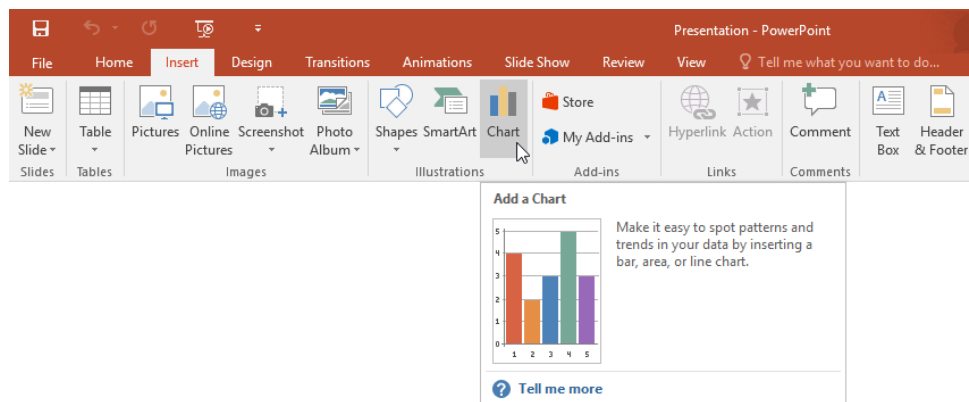 Presentation - PowerPoint
File Home Insert Design Transitions Animations Slide Show Review View Tell me what you want to do...
New Slide
Table
Pictures
Online Pictures
Screenshot
Photo Album
Shapes
SmartArt
Chart
Store
My Add-ins
Hyperlink
Action
Comment
Text Box
Header & Footer
Slides Tables Images Illustrations Add-ins Links Comments
Add a Chart
Make it easy to spot patterns and
trends in your data by inserting a
bar, area, or line chart.
5
4
3
2
1
0
1 2 3 4 5
Tell me more